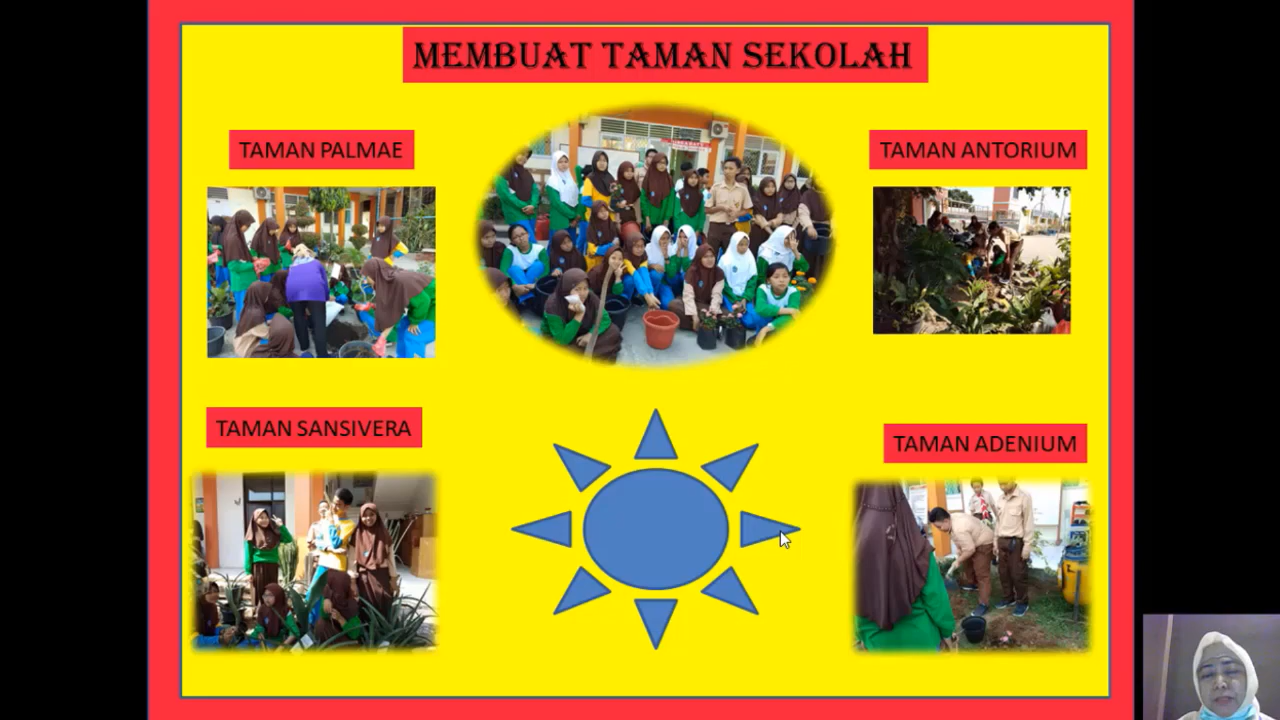 MEMBUAT TAMAN SEKOLAH
TAMAN PALMAE
TAMAN ANTORIUM
TAMAN SANSIVERA
TAMAN ADENIUM